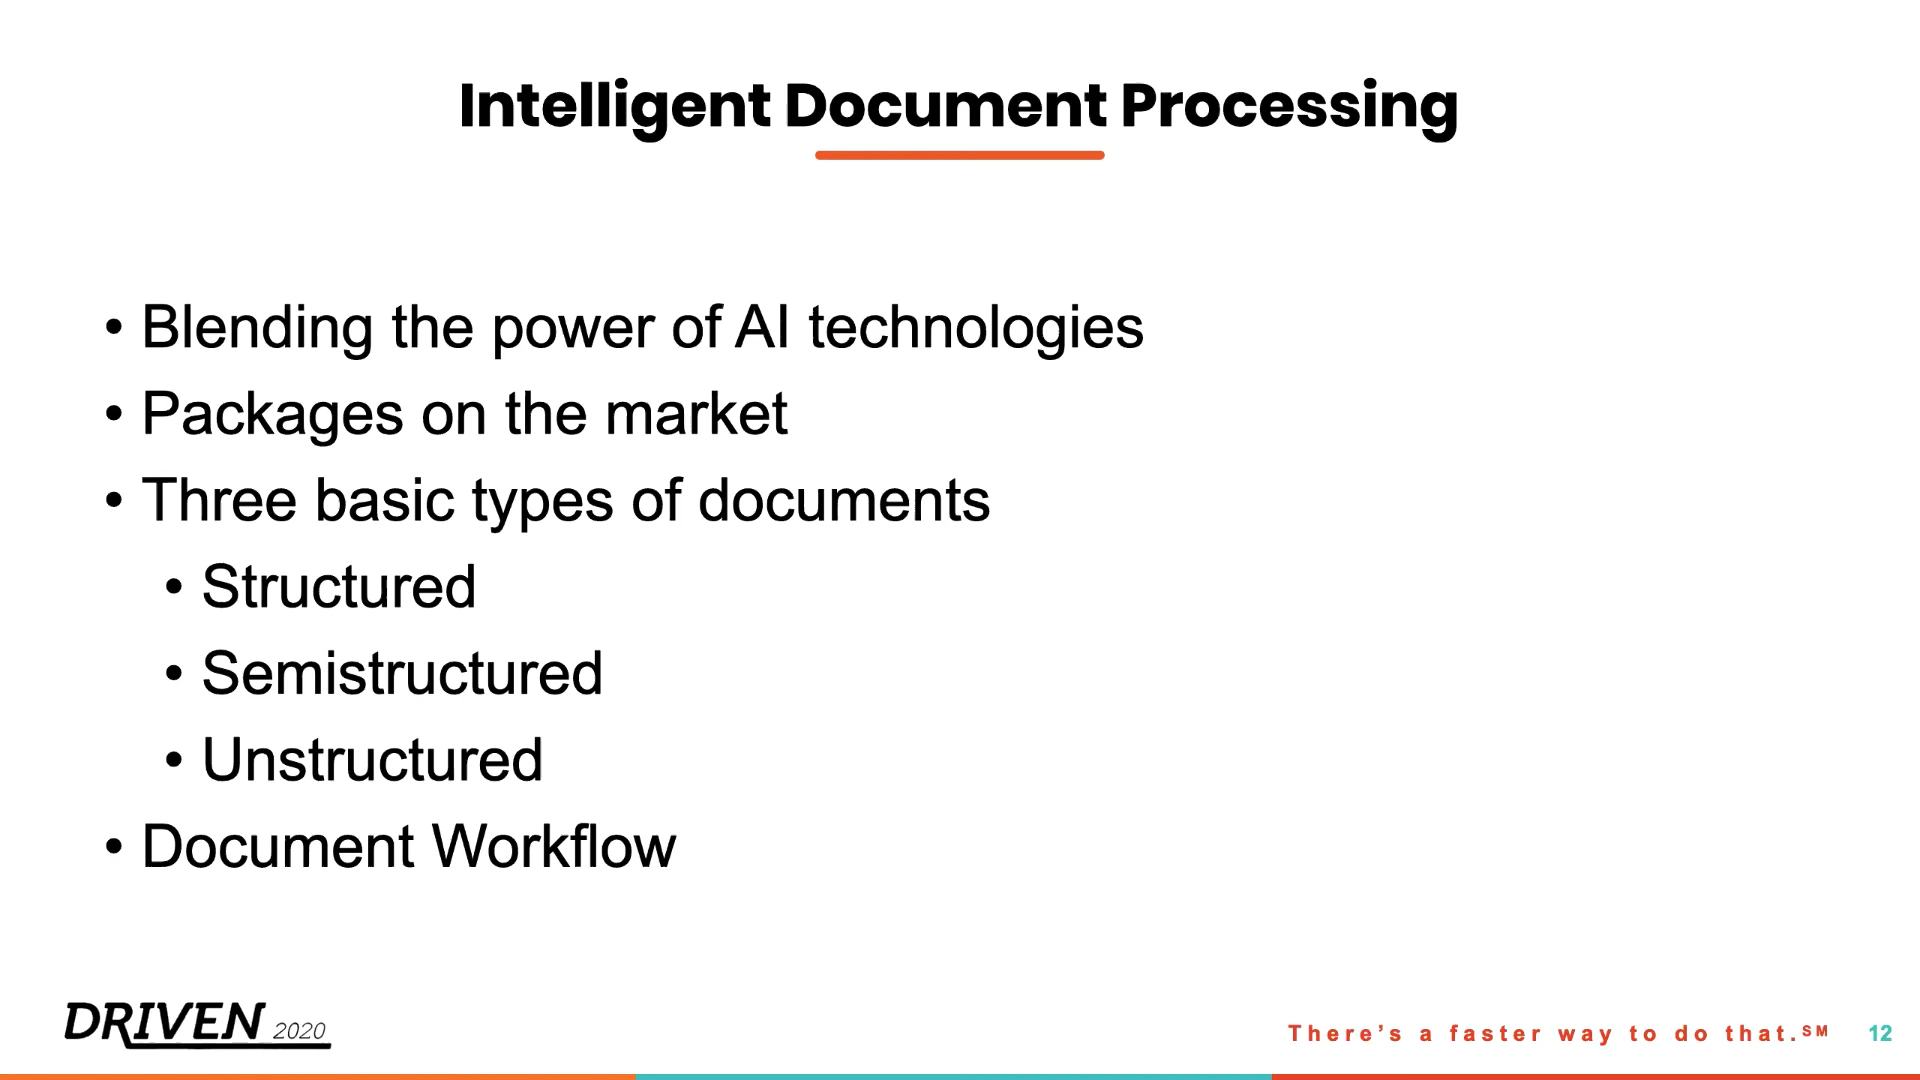 Intelligent Document Processing
• Blending the power of AI technologies
• Packages on the market
• Three basic types of documents
• Structured
• Semistructured
• Unstructured
• Document Workflow
DRIVEN 2020
There's a faster way to do that.℠ 12